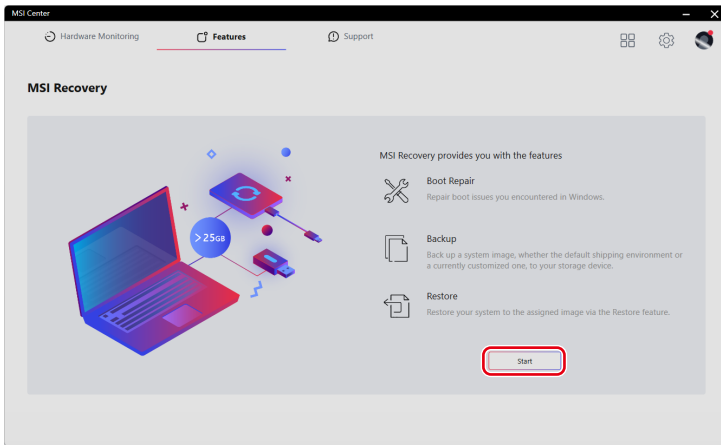 MSI Center
Hardware Monitoring
Features
Support
MSI Recovery
>25GB
MSI Recovery provides you with the features
Boot Repair
Repair boot issues you encountered in Windows.
Backup
Back up a system image, whether the default shipping environment or
a currently customized one, to your storage device.
Restore
Restore your system to the assigned image via the Restore feature.
Start